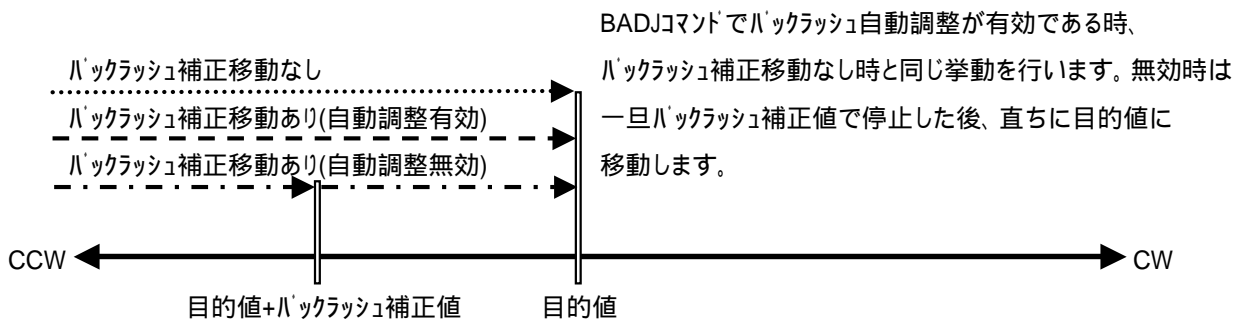 BADJコマンドでバックラッシュ自動調整が有効である時、
バックラッシュ補正移動なし時と同じ挙動を行います。無効時は
一旦バックラッシュ補正値で停止した後、直ちに目的値に
移動します。
バックラッシュ補正移動なし
バックラッシュ補正移動あり(自動調整有効)
バックラッシュ補正移動あり(自動調整無効)
CCW
CW
目的値+バックラッシュ補正値
目的値